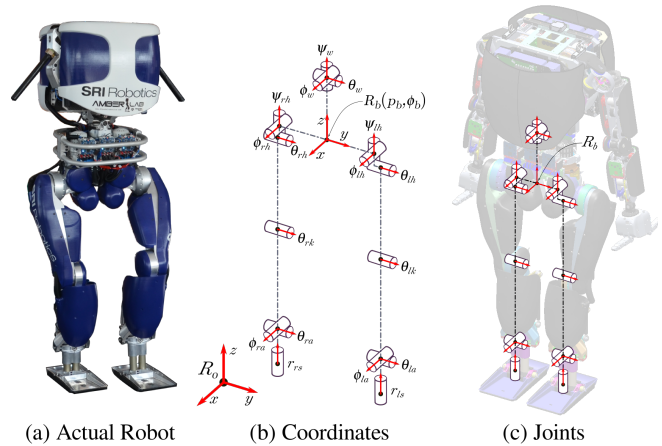 SRI Robotics
AMBER LAB
ψ_w
ϕ_w
θ_w
R_b(p_b,ϕ_b)
ψ_rh
z
y
x
ψ_lh
ϕ_rh
θ_rh
ϕ_lh
θ_lh
θ_rk
θ_lk
θ_ra
ϕ_ra
r_rs
θ_la
ϕ_la
r_ls
R_o
z
x
y
R_b
(a) Actual Robot
(b) Coordinates
(c) Joints